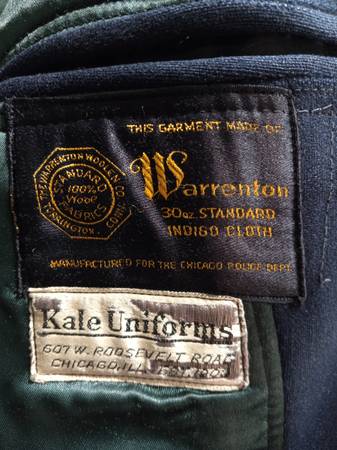 THIS GARMENT MADE OF
THE WARRENTON WOOLEN CO.
TORRINGTON, CONN.
STANDARD
100%
Wool
FABRICS
Warrenton
30oz. STANDARD
INDIGO CLOTH
MANUFACTURED FOR THE CHICAGO POLICE DEPT.
Kale Uniforms
607 W. ROOSEVELT ROAD
CHICAGO, ILL.